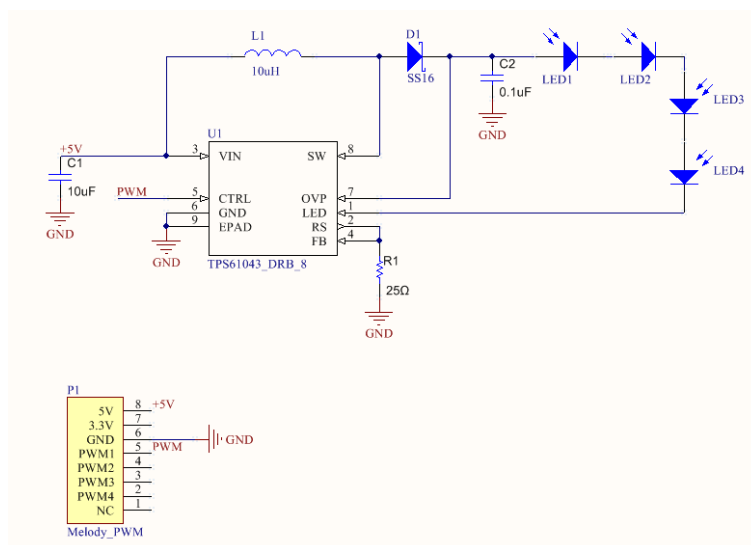 L1
10uH
D1
SS16
C2
0.1uF
GND
LED1
LED2
LED3
LED4
+5V
C1
10uF
GND
PWM
U1
3 VIN
SW 8
5 CTRL
OVP 7
6 GND
LED 1
9 EPAD
RS 2
FB 4
TPS61043_DRB_8
GND
R1
25Ω
GND
P1
5V 8 +5V
3.3V 7
GND 6 GND
PWM1 5 PWM
PWM2 4
PWM3 3
PWM4 2
NC 1
Melody_PWM